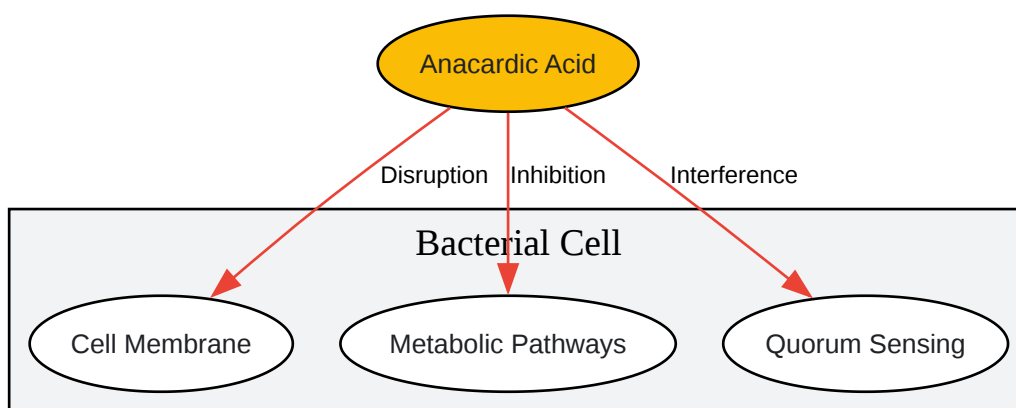 Anacardic Acid
Disruption
Inhibition
Interference
Bacterial Cell
Cell Membrane
Metabolic Pathways
Quorum Sensing